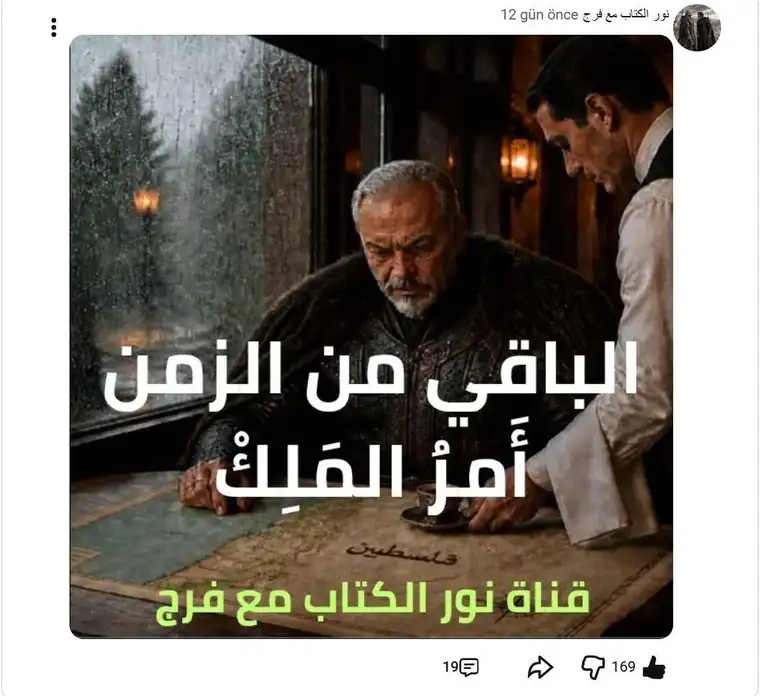 نور الكتاب مع فرج 12 gün önce
الباقي من الزمن
أَمرُ المَلِكْ
فلسطين
قناة نور الكتاب مع فرج
169
19